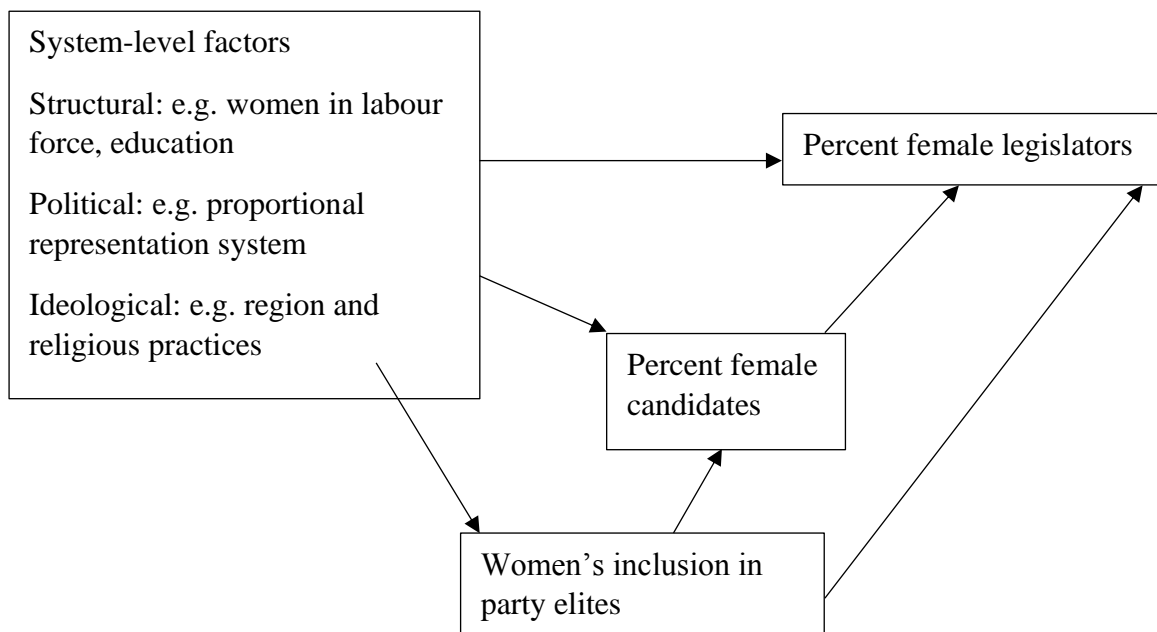 System-level factors
Structural: e.g. women in labour
force, education
Political: e.g. proportional
representation system
Ideological: e.g. region and
religious practices
Percent female legislators
Percent female
candidates
Women’s inclusion in
party elites